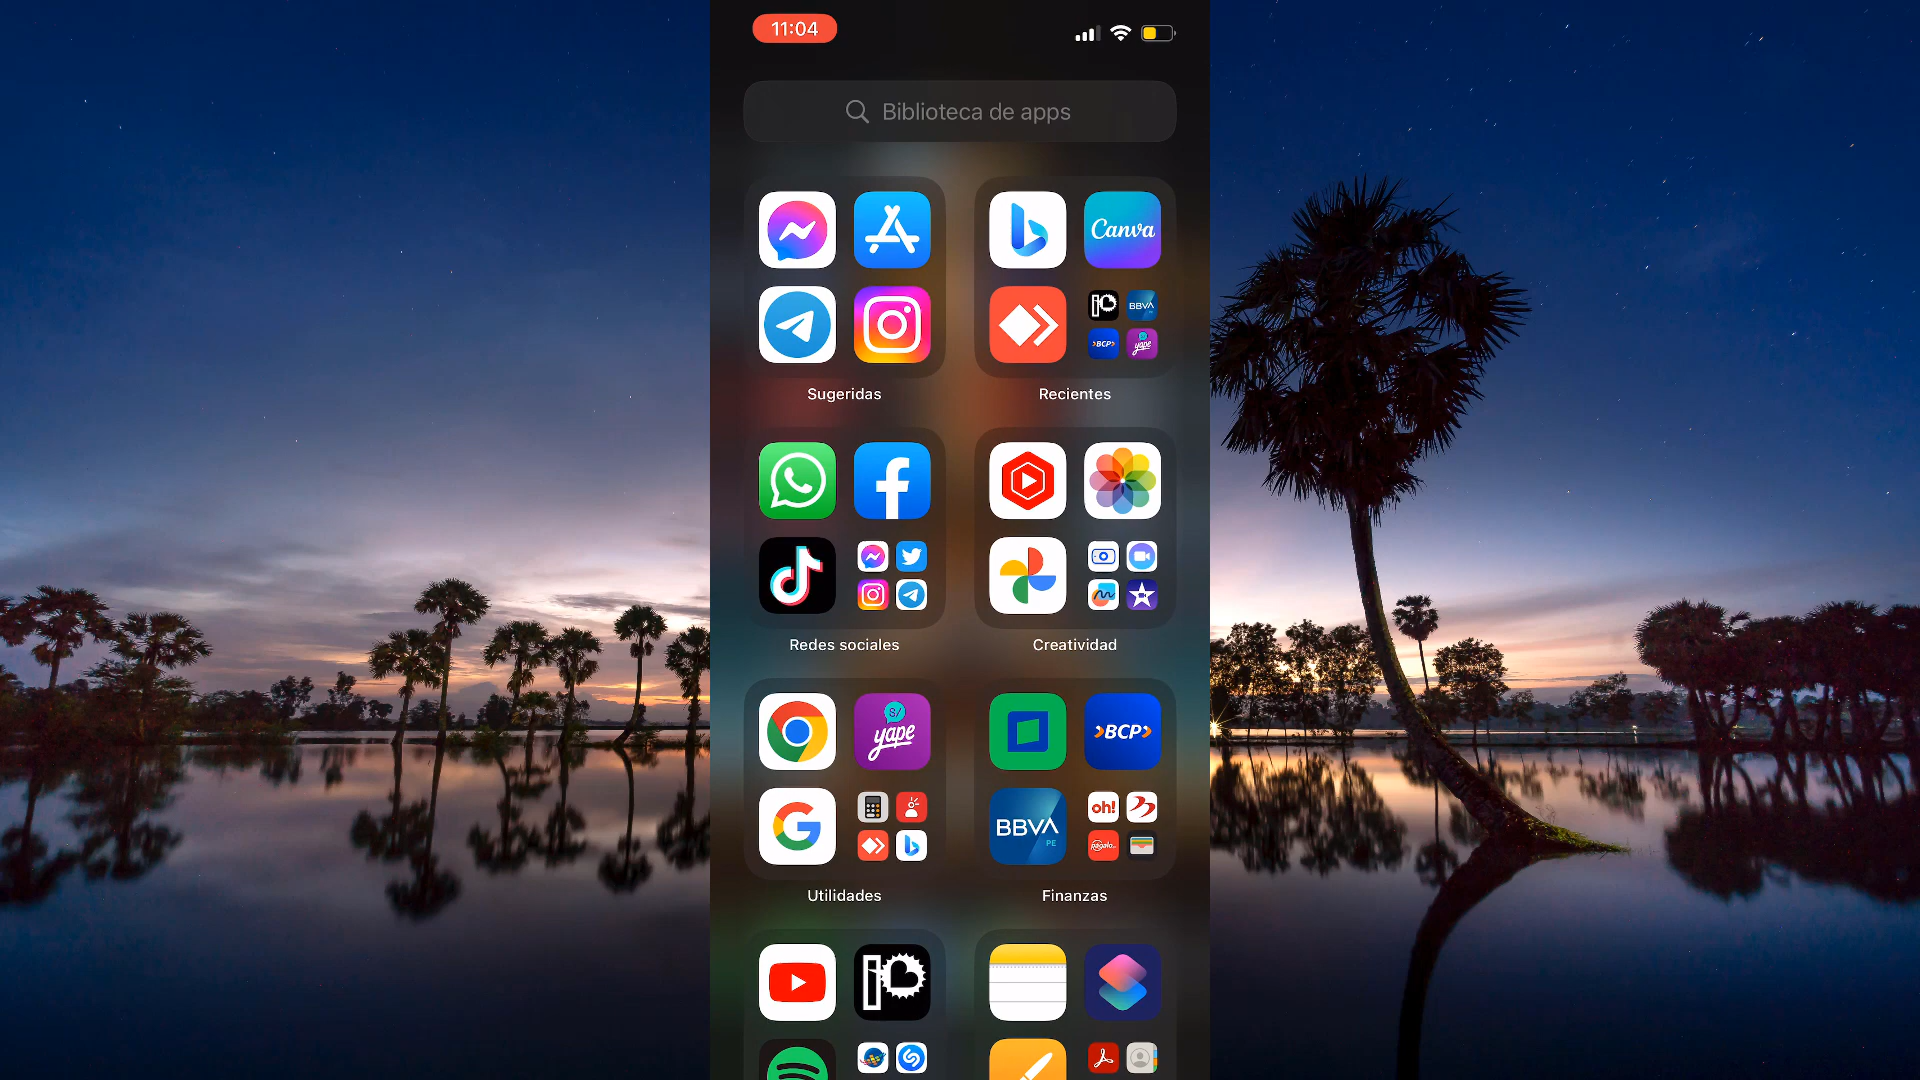 11:04
Biblioteca de apps
Canva
BBVA
>BCP>
yape
Sugeridas
Recientes
Redes sociales
Creatividad
S/
yape
>BCP>
BBVA
PE
oh!
págalo
Utilidades
Finanzas